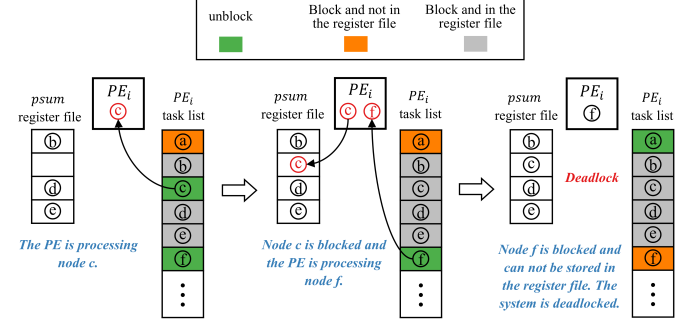 unblock
Block and not in
the register file
Block and in the
register file
psum
register file
b
d
e
PE_i
c
PE_i
task list
a
b
c
d
e
f
The PE is processing
node c.
psum
register file
b
c
d
e
PE_i
c f
PE_i
task list
a
b
c
d
e
f
Node c is blocked and
the PE is processing
node f.
psum
register file
b
c
d
e
PE_i
f
Deadlock
PE_i
task list
a
b
c
d
e
f
Node f is blocked and
can not be stored in
the register file. The
system is deadlocked.